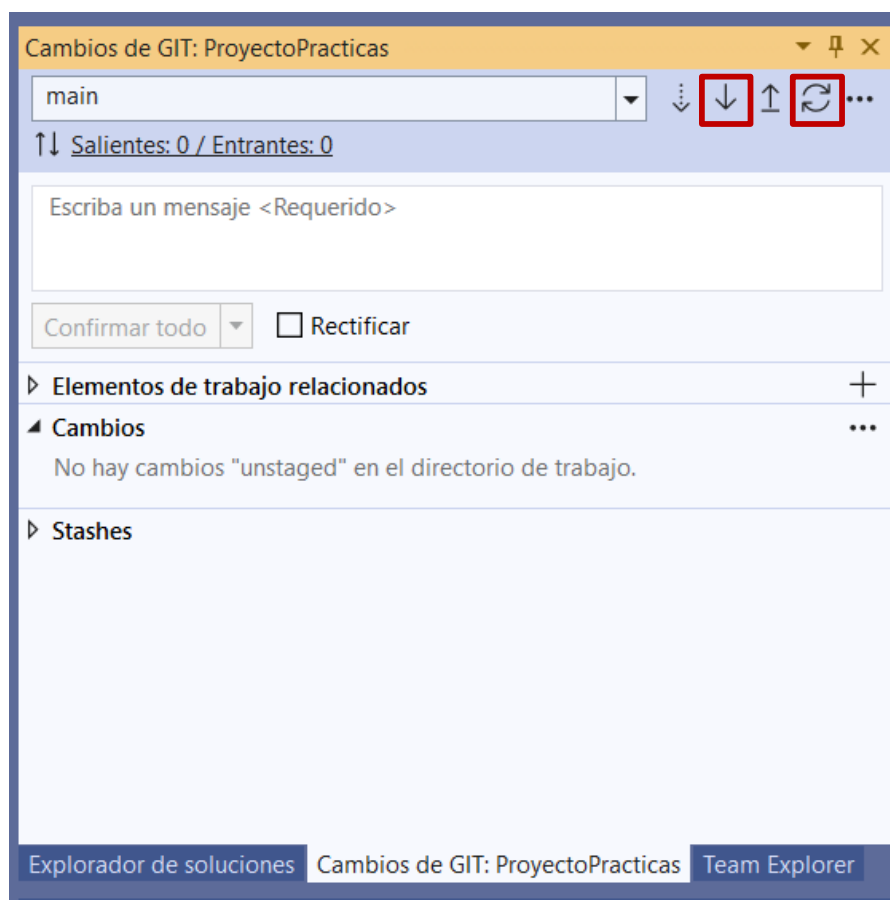 Cambios de GIT: ProyectoPracticas
main
Salientes: 0 / Entrantes: 0
Escriba un mensaje <Requerido>
Confirmar todo Rectificar
Elementos de trabajo relacionados
Cambios
No hay cambios "unstaged" en el directorio de trabajo.
Stashes
Explorador de soluciones Cambios de GIT: ProyectoPracticas Team Explorer